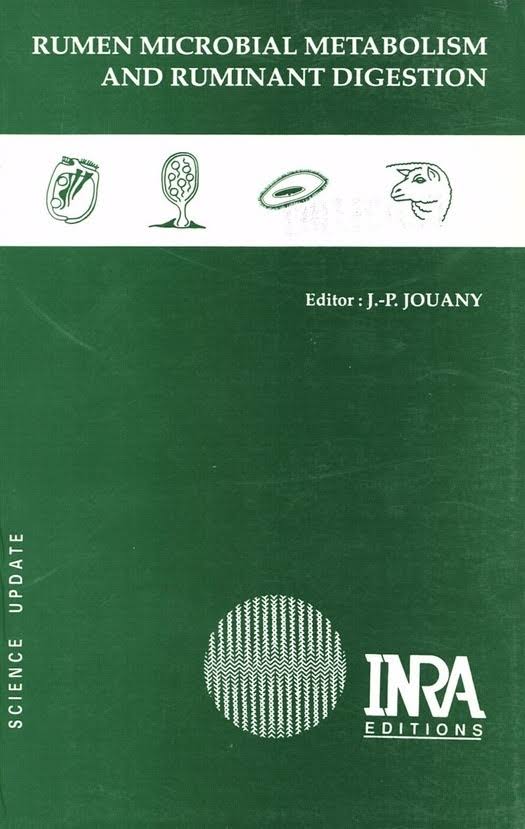 RUMEN MICROBIAL METABOLISM
AND RUMINANT DIGESTION
Editor : J.-P. JOUANY
SCIENCE UPDATE
INRA
EDITIONS